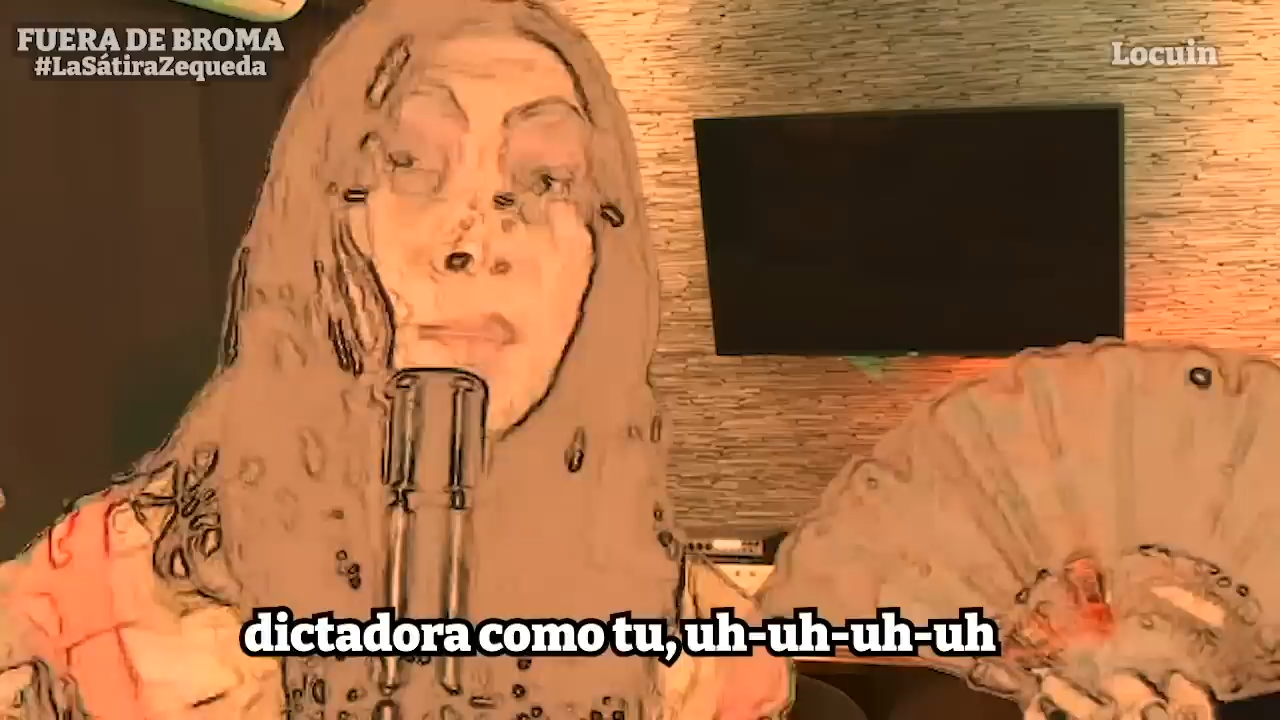 FUERA DE BROMA
#LaSátiraZequeda
Locuin
dictadora como tu, uh-uh-uh-uh